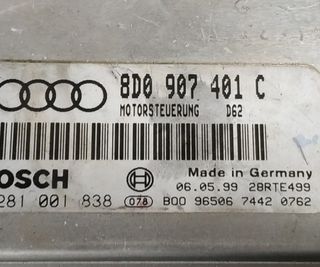 8D0 907 401 C
MOTORSTEUERUNG D62
OSCH
Made in Germany
06.05.99 28RTE499
281 001 838 078 B00 96506 7442 0762